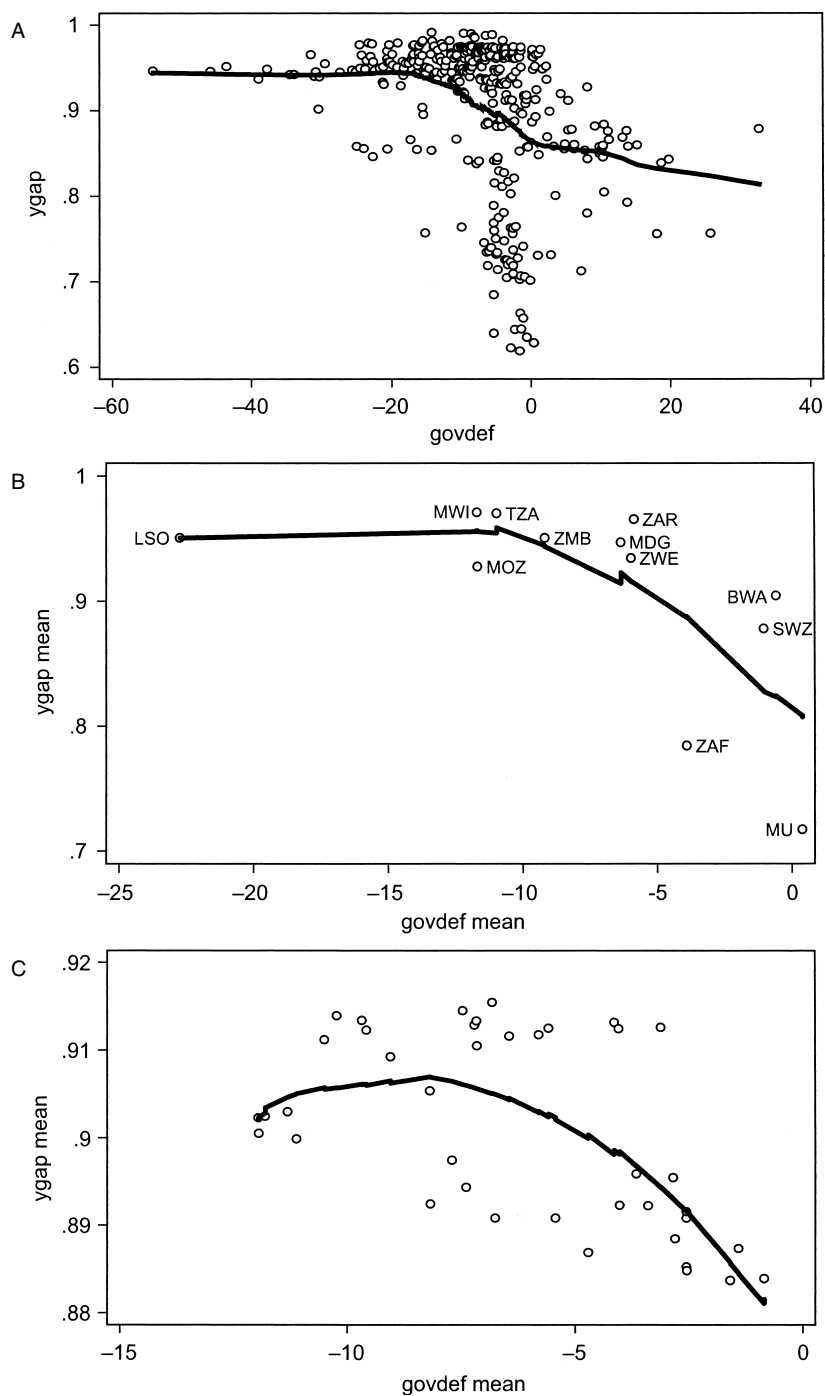 A
1
.9
.8
.7
.6
ygap
–60
–40
–20
0
20
40
govdef
B
1
.9
.8
.7
ygap mean
LSO
MWI
TZA
MOZ
ZMB
ZAR
MDG
ZWE
BWA
SWZ
ZAF
MU
–25
–20
–15
–10
-5
0
govdef mean
C
.92
.91
.9
.89
.88
ygap mean
–15
–10
–5
0
govdef mean